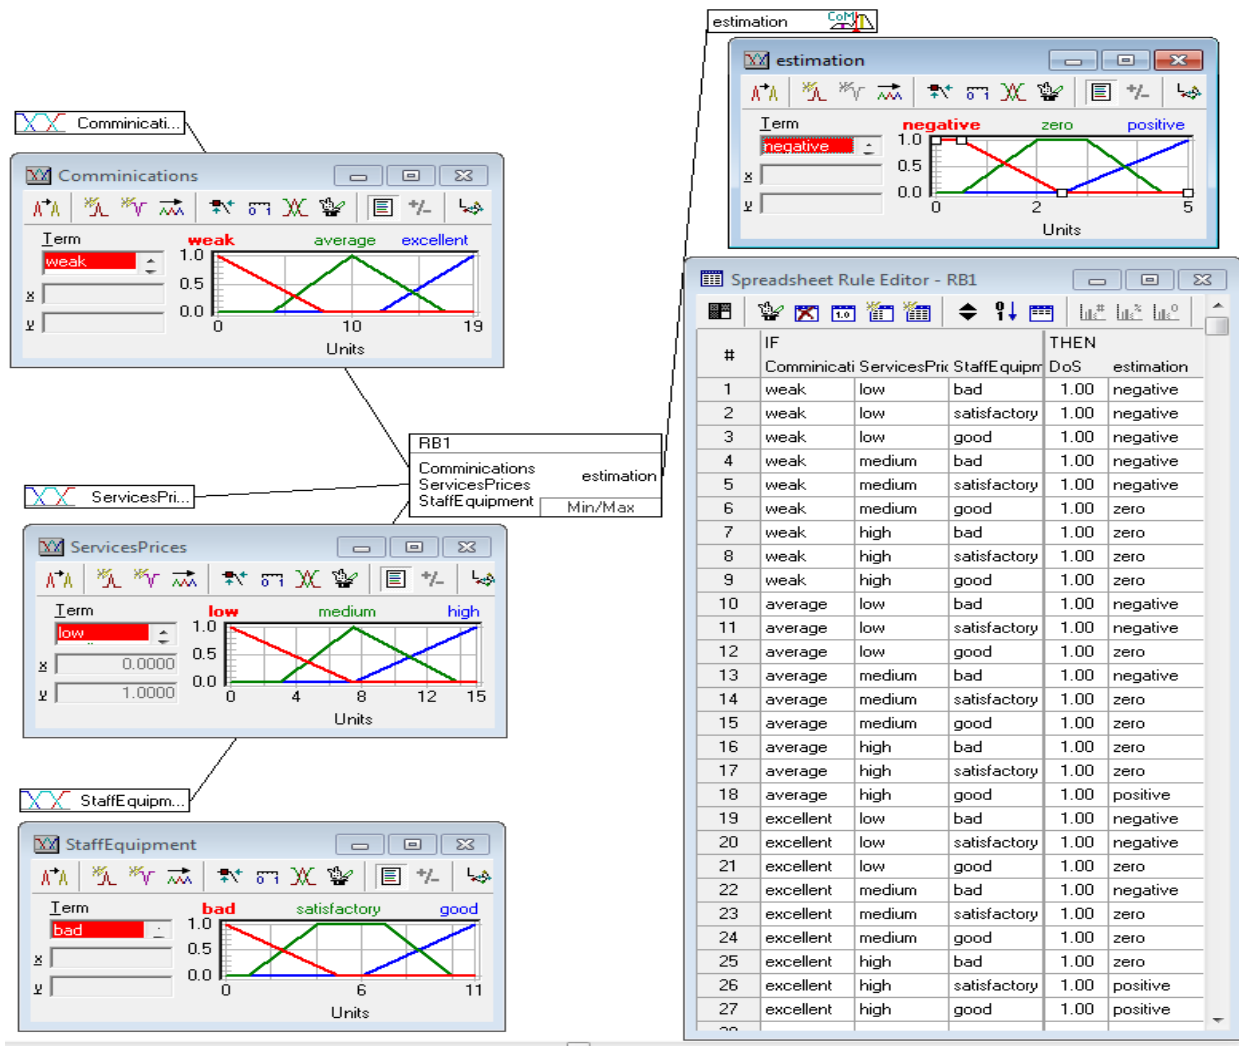 estimation CoM
estimation
Term negative zero positive
negative 1.0
0.5
x
0.0
y 0 2 5
Units
Comminicati...
Comminications
Term weak average excellent
weak 1.0
0.5
x
0.0
y 0 10 19
Units
RB1
Comminications
ServicesPrices estimation
StaffEquipment Min/Max
ServicesPri...
ServicesPrices
Term low medium high
low 1.0
x 0.0000 0.5
0.0
y 1.0000 0 4 8 12 15
Units
StaffEquipm...
StaffEquipment
Term bad satisfactory good
bad 1.0
0.5
x
0.0
y 0 6 11
Units
Spreadsheet Rule Editor - RB1
# IF THEN
Comminicati ServicesPric StaffEquipm DoS estimation
1 weak low bad 1.00 negative
2 weak low satisfactory 1.00 negative
3 weak low good 1.00 negative
4 weak medium bad 1.00 negative
5 weak medium satisfactory 1.00 negative
6 weak medium good 1.00 zero
7 weak high bad 1.00 zero
8 weak high satisfactory 1.00 zero
9 weak high good 1.00 zero
10 average low bad 1.00 negative
11 average low satisfactory 1.00 negative
12 average low good 1.00 zero
13 average medium bad 1.00 negative
14 average medium satisfactory 1.00 zero
15 average medium good 1.00 zero
16 average high bad 1.00 zero
17 average high satisfactory 1.00 zero
18 average high good 1.00 positive
19 excellent low bad 1.00 negative
20 excellent low satisfactory 1.00 negative
21 excellent low good 1.00 zero
22 excellent medium bad 1.00 negative
23 excellent medium satisfactory 1.00 zero
24 excellent medium good 1.00 zero
25 excellent high bad 1.00 zero
26 excellent high satisfactory 1.00 positive
27 excellent high good 1.00 positive